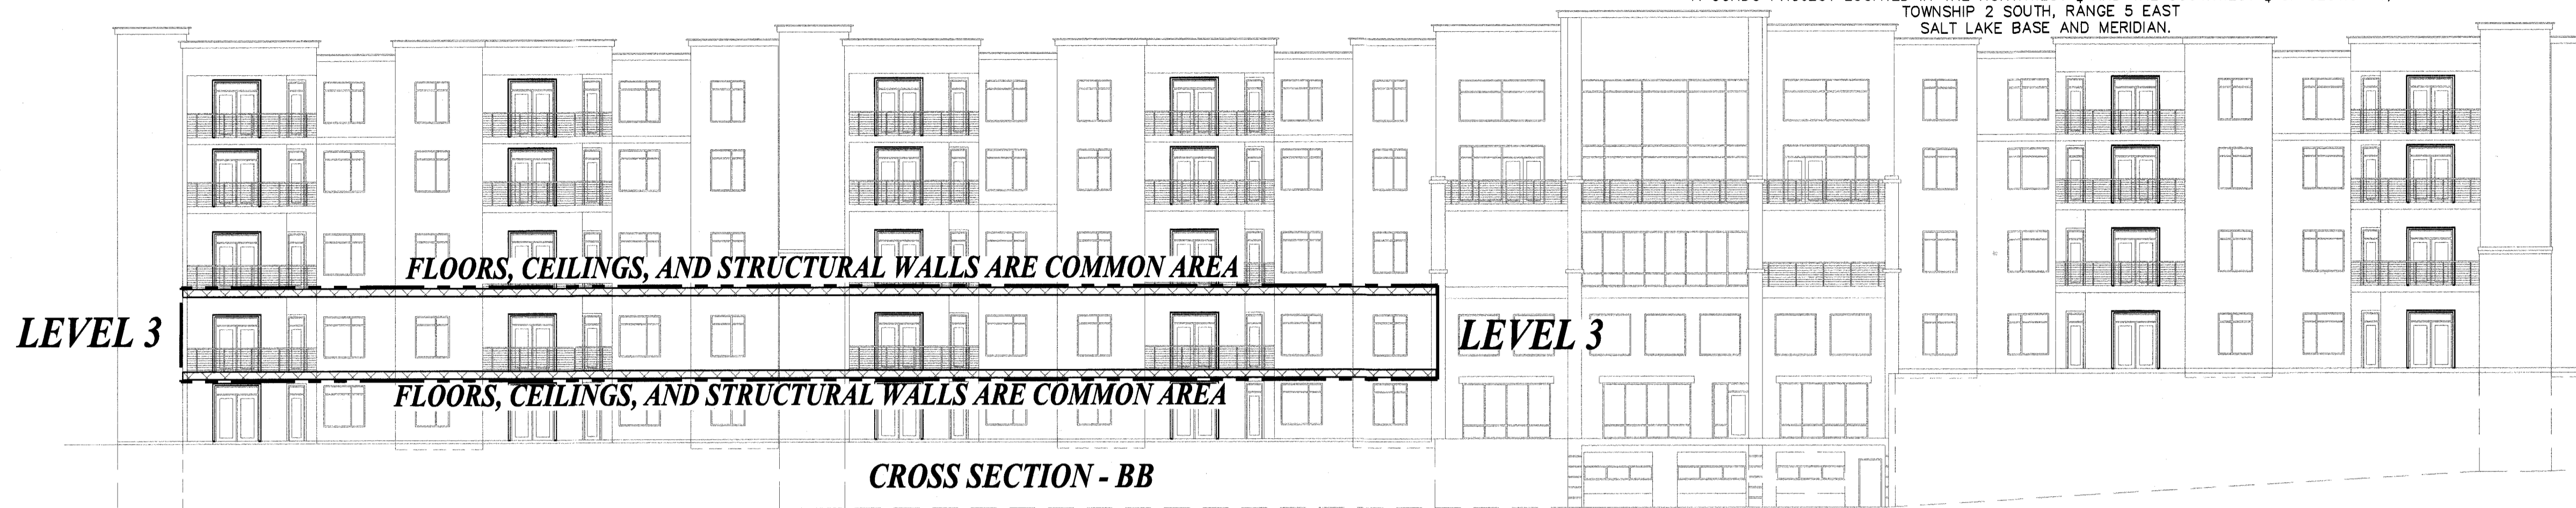 TOWNSHIP 2 SOUTH, RANGE 5 EAST
SALT LAKE BASE AND MERIDIAN.
FLOORS, CEILINGS, AND STRUCTURAL WALLS ARE COMMON AREA
LEVEL 3
LEVEL 3
FLOORS, CEILINGS, AND STRUCTURAL WALLS ARE COMMON AREA
CROSS SECTION - BB